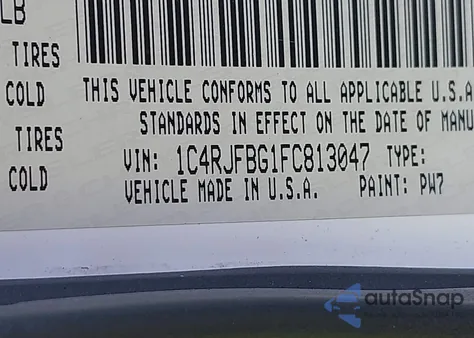 LB
TIRES
COLD THIS VEHICLE CONFORMS TO ALL APPLICABLE U.S.A
STANDARDS IN EFFECT ON THE DATE OF MANU
TIRES
VIN: 1C4RJFBG1FC813047 TYPE:
COLD VEHICLE MADE IN U.S.A. PAINT: PW7
autoSnap